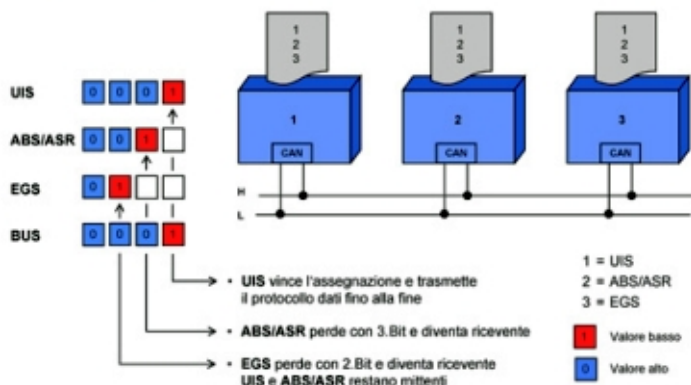 1
2
3
1
2
3
1
2
3
UIS 0 0 0 1
ABS/ASR 0 0 1
EGS 0 1
BUS 0 0 0 1
1
2
3
CAN
CAN
CAN
H
L
• UIS vince l'assegnazione e trasmette
il protocollo dati fino alla fine
• ABS/ASR perde con 3.Bit e diventa ricevente
• EGS perde con 2.Bit e diventa ricevente
UIS e ABS/ASR restano mittenti
1 = UIS
2 = ABS/ASR
3 = EGS
1 Valore basso
0 Valore alto